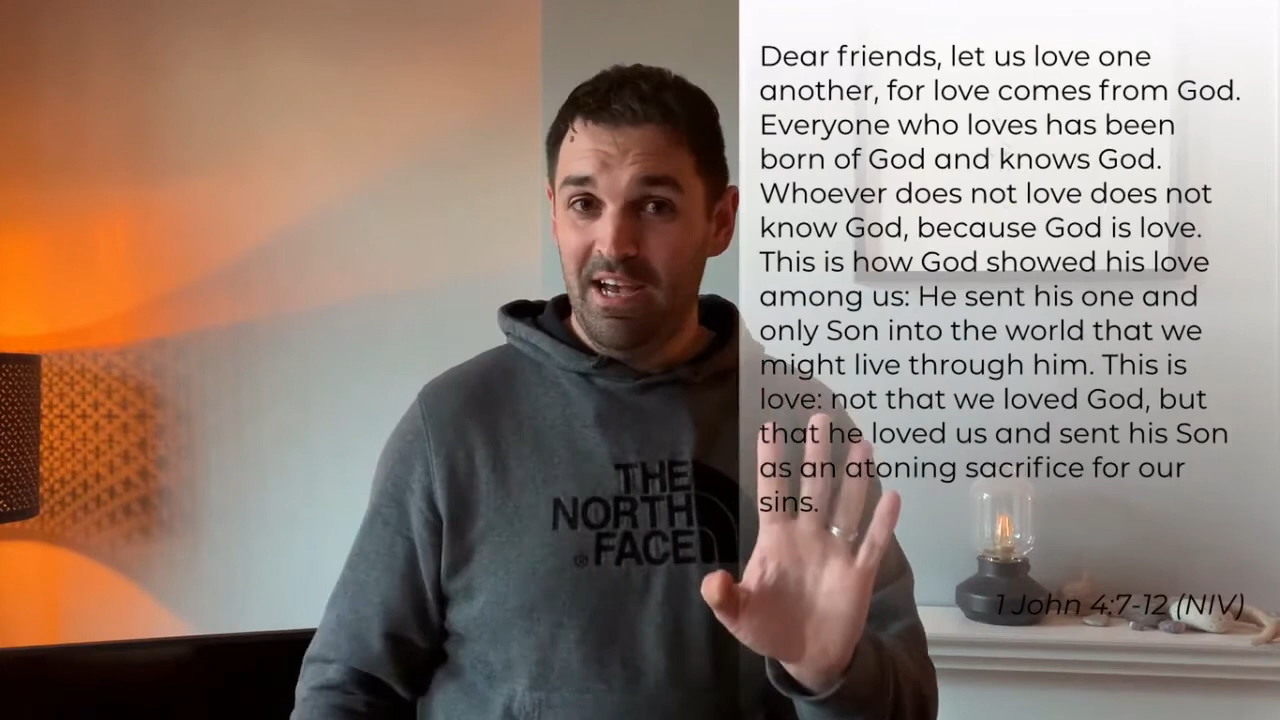 Dear friends, let us love one
another, for love comes from God.
Everyone who loves has been
born of God and knows God.
Whoever does not love does not
know God, because God is love.
This is how God showed his love
among us: He sent his one and
only Son into the world that we
might live through him. This is
love: not that we loved God, but
that he loved us and sent his Son
as an atoning sacrifice for our
sins.
1 John 4:7-12 (NIV)
THE
NORTH
® FACE